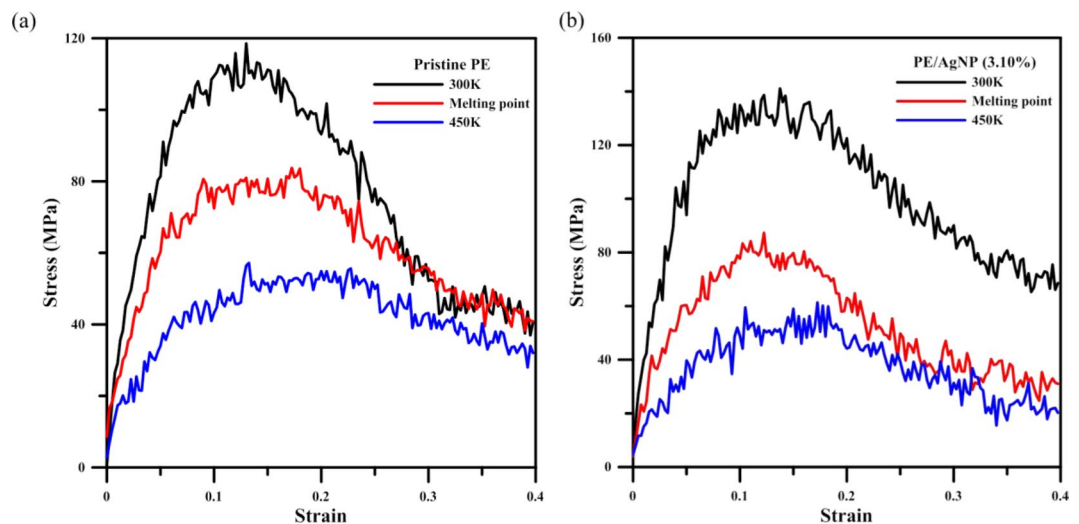 (a)
Pristine PE
300K
Melting point
450K
Stress (MPa)
120
80
40
0
0
0.1
0.2
0.3
0.4
Strain
(b)
PE/AgNP (3.10%)
300K
Melting point
450K
Stress (MPa)
160
120
80
40
0
0
0.1
0.2
0.3
0.4
Strain